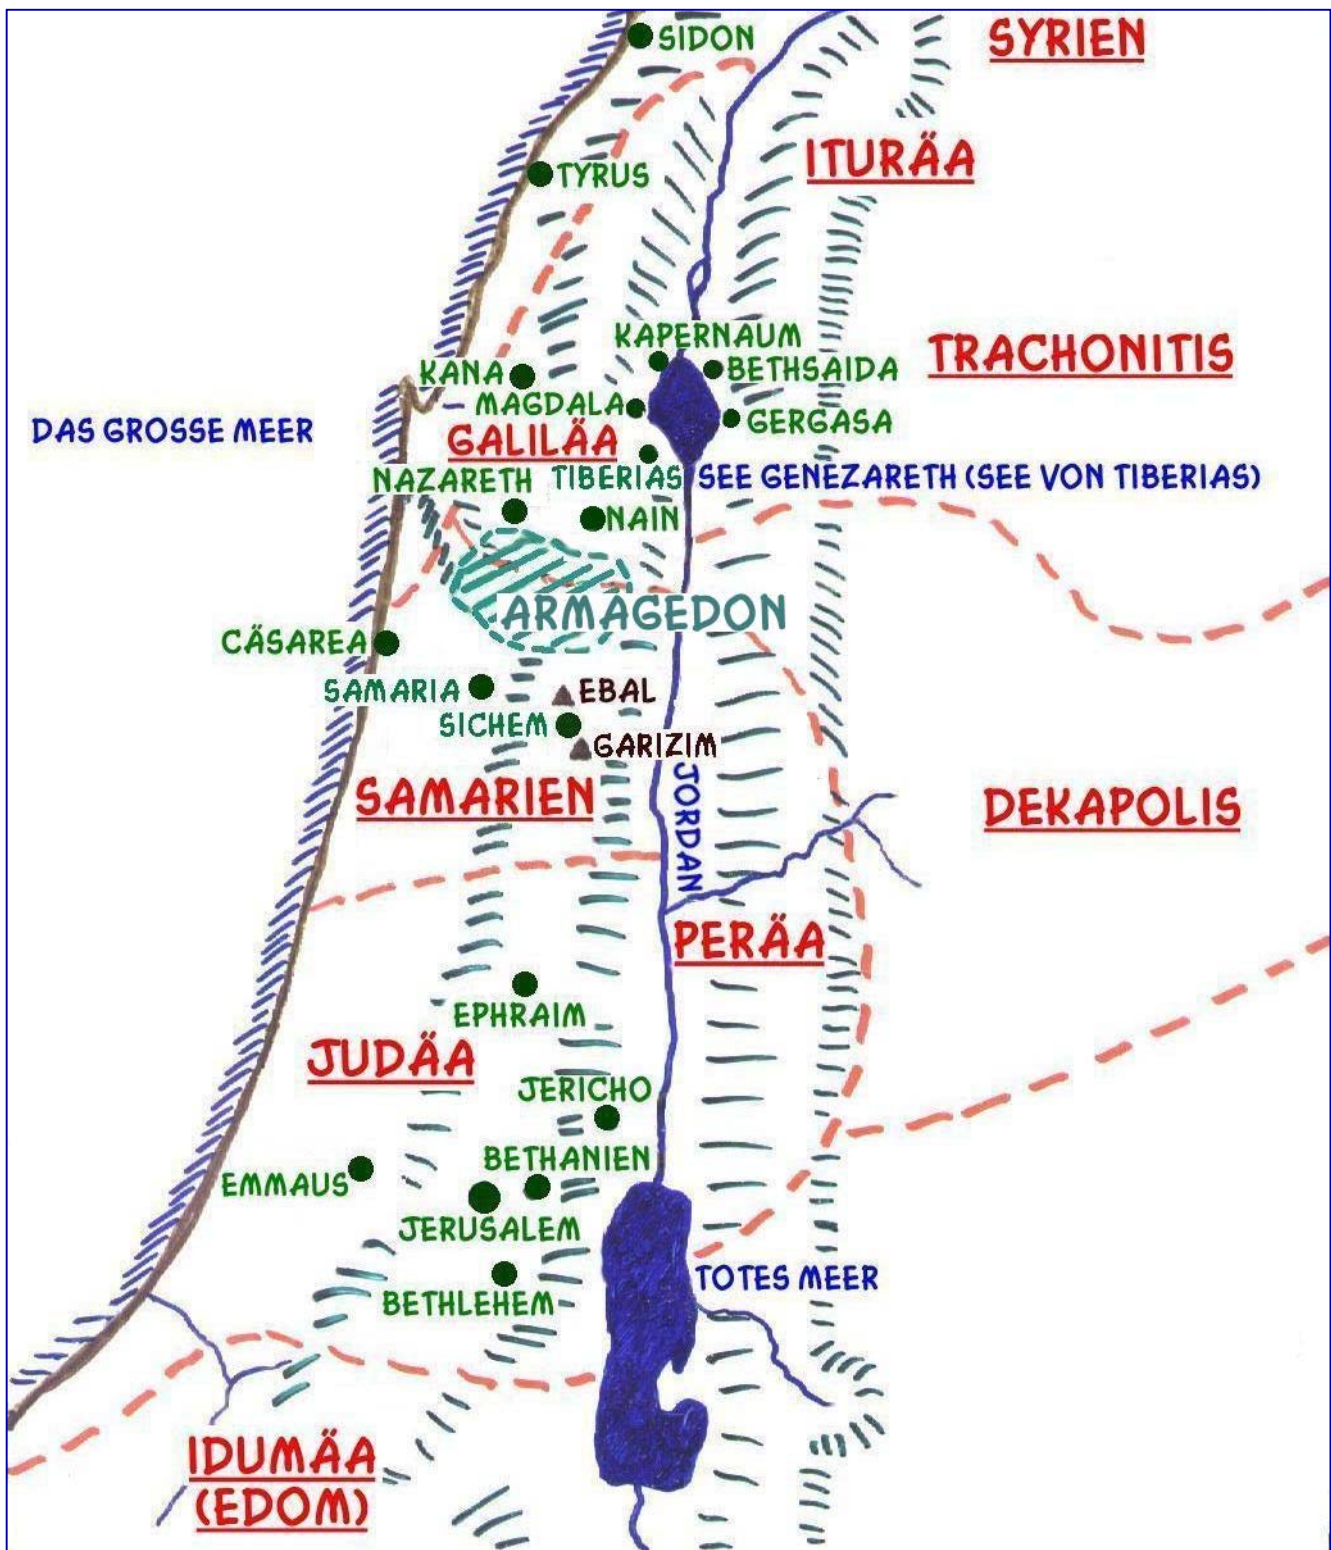 SIDON
SYRIEN
ITURÄA
TYRUS
KAPERNAUM
TRACHONITIS
KANA
BETHSAIDA
MAGDALA
GERGASA
DAS GROSSE MEER
GALILÄA
NAZARETH
TIBERIAS
SEE GENEZARETH (SEE VON TIBERIAS)
NAIN
ARMAGEDON
CÄSAREA
SAMARIA
EBAL
SICHEM
GARIZIM
JORDAN
SAMARIEN
DEKAPOLIS
PERÄA
EPHRAIM
JUDÄA
JERICHO
BETHANIEN
EMMAUS
JERUSALEM
TOTES MEER
BETHLEHEM
IDUMÄA
(EDOM)